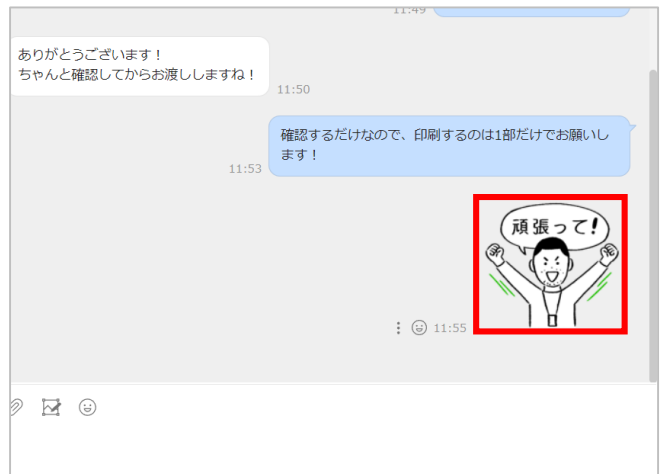 11:49
ありがとうございます！
ちゃんと確認してからお渡ししますね！
11:50
確認するだけなので、印刷するのは1部だけでお願いし
ます！
11:53
頑張って!
11:55